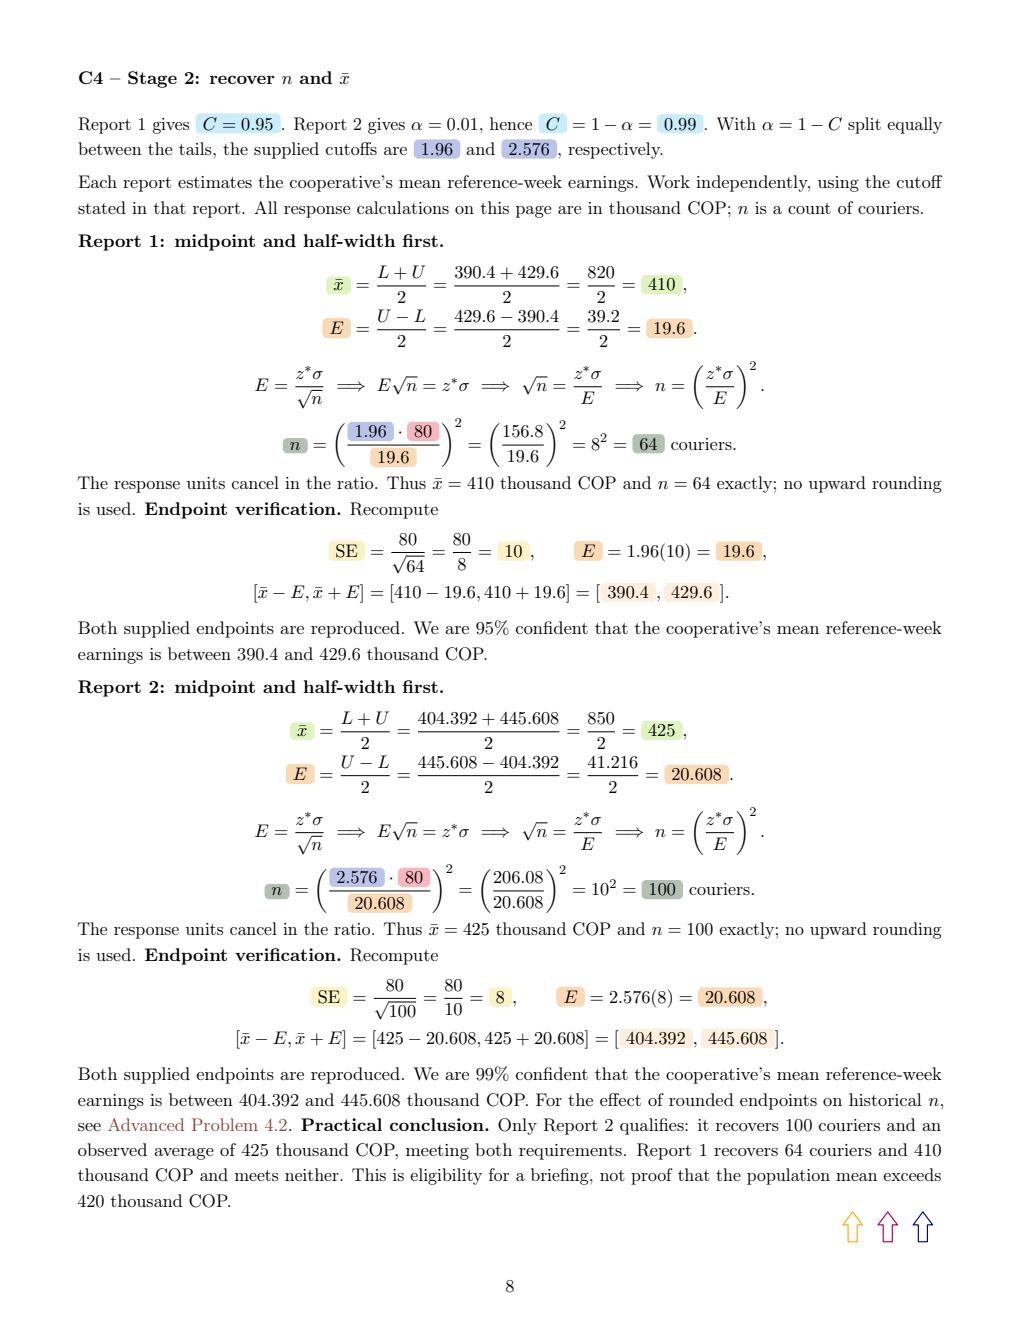 C4 – Stage 2: recover n and x̄
Report 1 gives C = 0.95 . Report 2 gives α = 0.01, hence C = 1 − α = 0.99 . With α = 1 − C split equally
between the tails, the supplied cutoffs are 1.96 and 2.576 , respectively.
Each report estimates the cooperative's mean reference-week earnings. Work independently, using the cutoff
stated in that report. All response calculations on this page are in thousand COP; n is a count of couriers.
Report 1: midpoint and half-width first.
x̄ = (L + U)/2 = (390.4 + 429.6)/2 = 820/2 = 410 ,
E = (U − L)/2 = (429.6 − 390.4)/2 = 39.2/2 = 19.6 .
E = z*σ/√n ⟹ E√n = z*σ ⟹ √n = z*σ/E ⟹ n = (z*σ/E)² .
n = (1.96 · 80 / 19.6)² = (156.8/19.6)² = 8² = 64 couriers.
The response units cancel in the ratio. Thus x̄ = 410 thousand COP and n = 64 exactly; no upward rounding
is used. Endpoint verification. Recompute
SE = 80/√64 = 80/8 = 10 , E = 1.96(10) = 19.6 ,
[x̄ − E, x̄ + E] = [410 − 19.6, 410 + 19.6] = [ 390.4 , 429.6 ].
Both supplied endpoints are reproduced. We are 95% confident that the cooperative's mean reference-week
earnings is between 390.4 and 429.6 thousand COP.
Report 2: midpoint and half-width first.
x̄ = (L + U)/2 = (404.392 + 445.608)/2 = 850/2 = 425 ,
E = (U − L)/2 = (445.608 − 404.392)/2 = 41.216/2 = 20.608 .
E = z*σ/√n ⟹ E√n = z*σ ⟹ √n = z*σ/E ⟹ n = (z*σ/E)² .
n = (2.576 · 80 / 20.608)² = (206.08/20.608)² = 10² = 100 couriers.
The response units cancel in the ratio. Thus x̄ = 425 thousand COP and n = 100 exactly; no upward rounding
is used. Endpoint verification. Recompute
SE = 80/√100 = 80/10 = 8 , E = 2.576(8) = 20.608 ,
[x̄ − E, x̄ + E] = [425 − 20.608, 425 + 20.608] = [ 404.392 , 445.608 ].
Both supplied endpoints are reproduced. We are 99% confident that the cooperative's mean reference-week
earnings is between 404.392 and 445.608 thousand COP. For the effect of rounded endpoints on historical n,
see Advanced Problem 4.2. Practical conclusion. Only Report 2 qualifies: it recovers 100 couriers and an
observed average of 425 thousand COP, meeting both requirements. Report 1 recovers 64 couriers and 410
thousand COP and meets neither. This is eligibility for a briefing, not proof that the population mean exceeds
420 thousand COP.
8